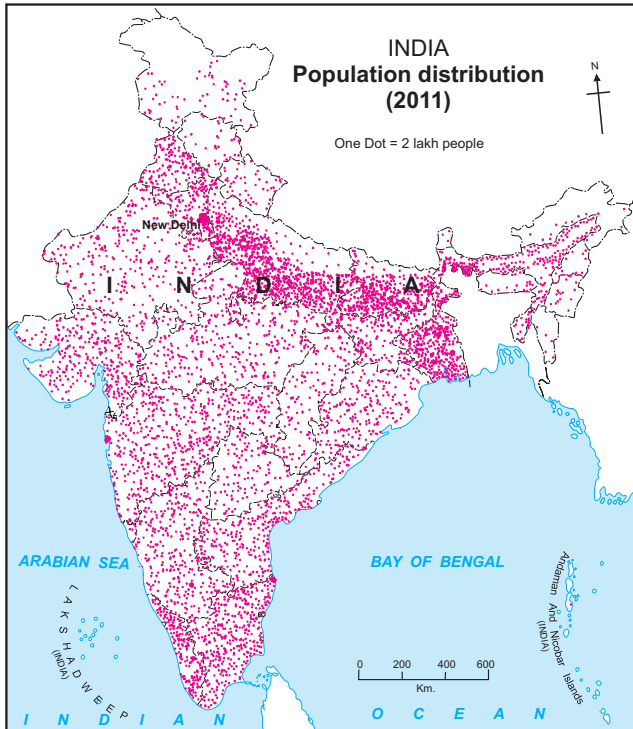 INDIA
Population distribution
(2011)
N
One Dot = 2 lakh people
New Delhi
I N D I A
ARABIAN SEA
BAY OF BENGAL
LAKSHADWEEP
(INDIA)
Andaman And Nicobar Islands
(INDIA)
0 200 400 600
Km.
I N D I A N O C E A N